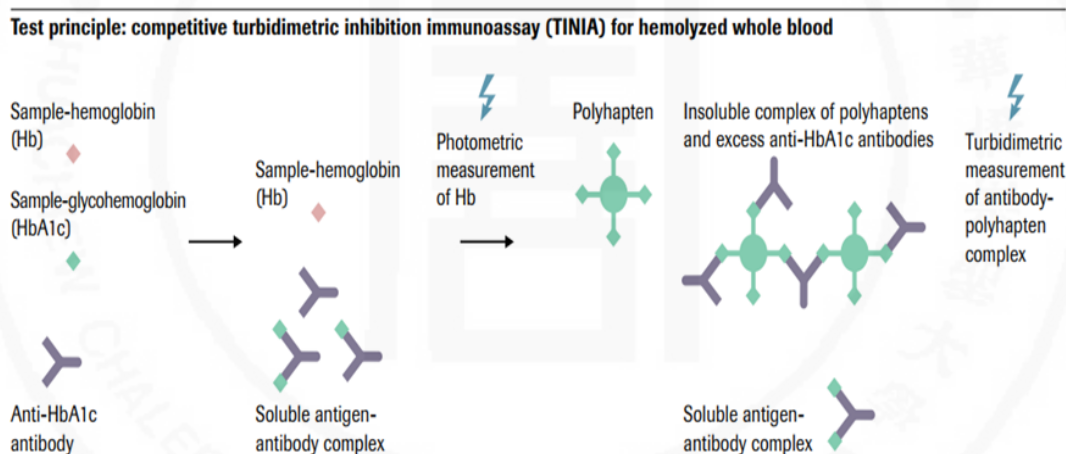 Test principle: competitive turbidimetric inhibition immunoassay (TINIA) for hemolyzed whole blood
Sample-hemoglobin
(Hb)
Sample-glycohemoglobin
(HbA1c)
Anti-HbA1c
antibody
Sample-hemoglobin
(Hb)
Soluble antigen-
antibody complex
Photometric
measurement
of Hb
Polyhapten
Insoluble complex of polyhaptens
and excess anti-HbA1c antibodies
Soluble antigen-
antibody complex
Turbidimetric
measurement
of antibody-
polyhapten
complex